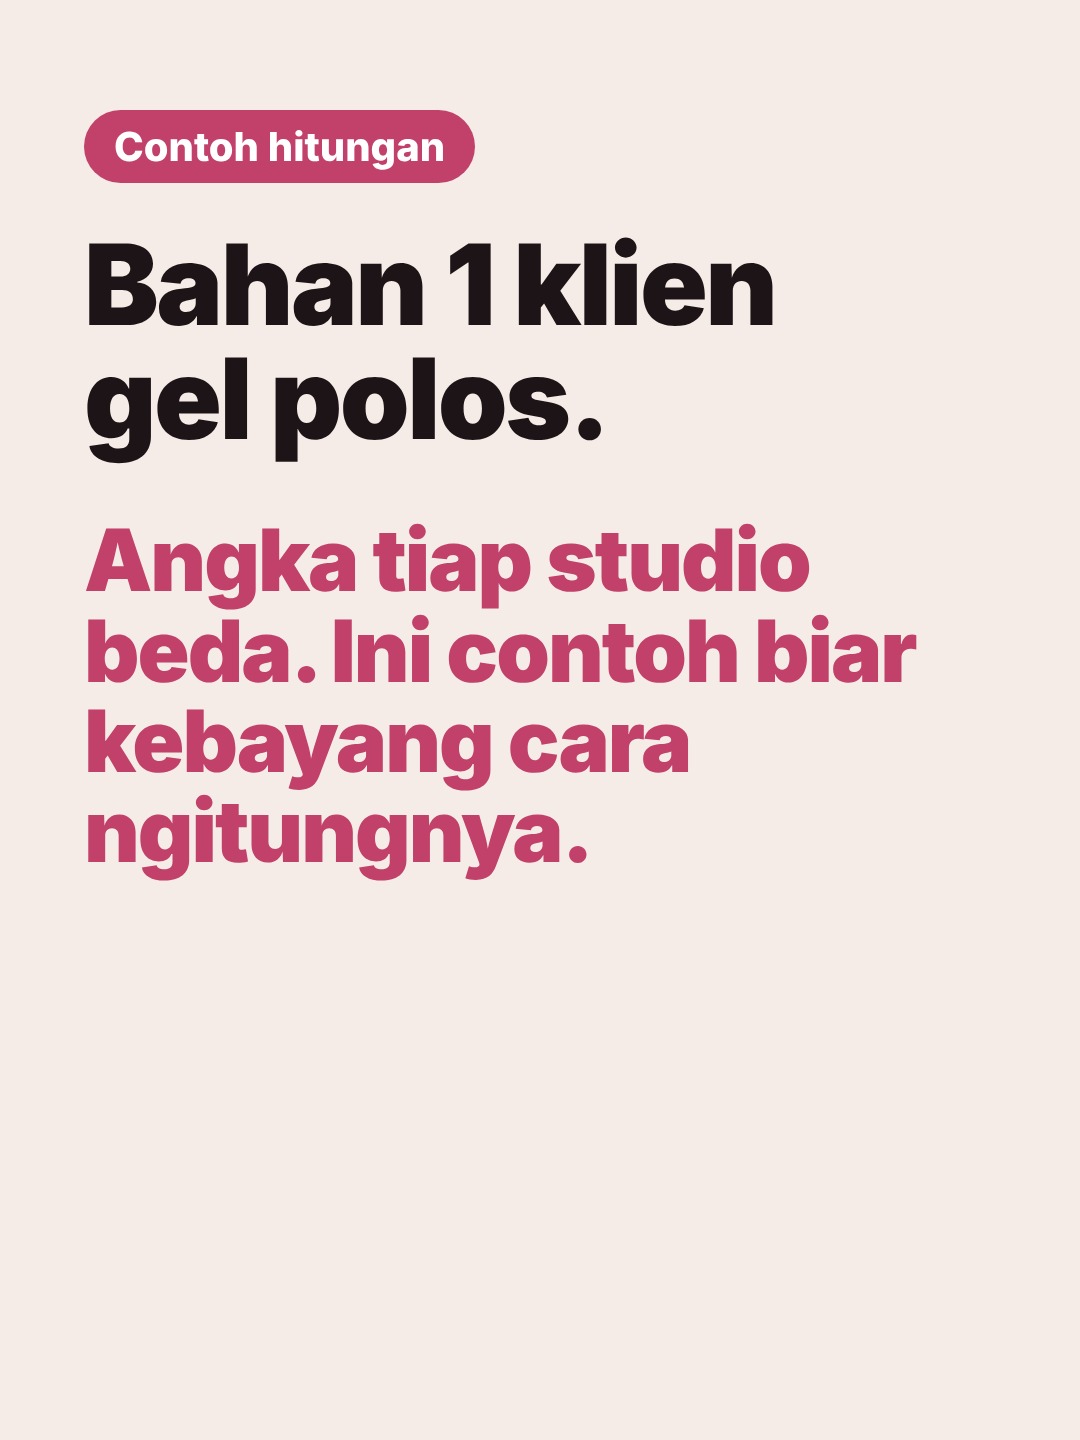 Contoh hitungan
Bahan 1 klien
gel polos.
Angka tiap studio
beda. Ini contoh biar
kebayang cara
ngitungnya.